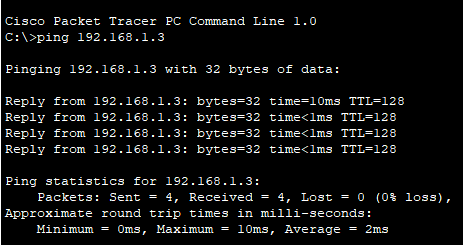 Cisco Packet Tracer PC Command Line 1.0
C:\>ping 192.168.1.3
Pinging 192.168.1.3 with 32 bytes of data:
Reply from 192.168.1.3: bytes=32 time=10ms TTL=128
Reply from 192.168.1.3: bytes=32 time<1ms TTL=128
Reply from 192.168.1.3: bytes=32 time<1ms TTL=128
Reply from 192.168.1.3: bytes=32 time<1ms TTL=128
Ping statistics for 192.168.1.3:
Packets: Sent = 4, Received = 4, Lost = 0 (0% loss),
Approximate round trip times in milli-seconds:
Minimum = 0ms, Maximum = 10ms, Average = 2ms